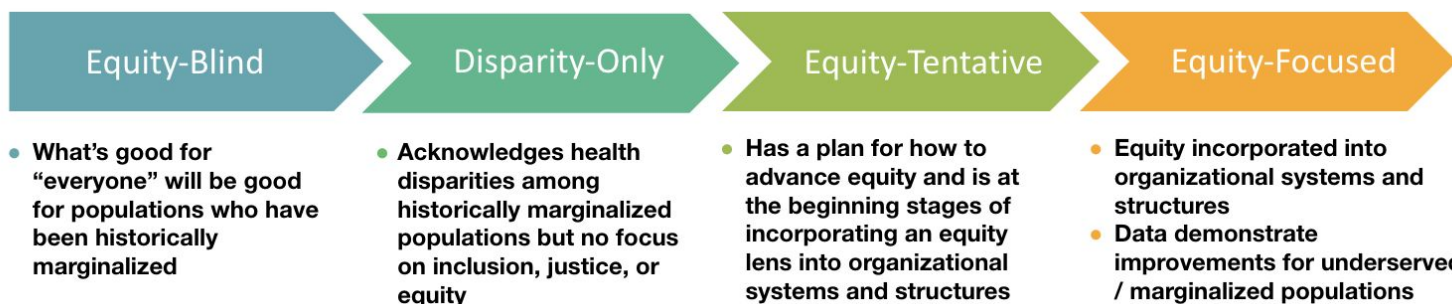 Equity-Blind
Disparity-Only
Equity-Tentative
Equity-Focused
What's good for
“everyone” will be good
for populations who have
been historically
marginalized
Acknowledges health
disparities among
historically marginalized
populations but no focus
on inclusion, justice, or
equity
Has a plan for how to
advance equity and is at
the beginning stages of
incorporating an equity
lens into organizational
systems and structures
Equity incorporated into
organizational systems and
structures
Data demonstrate
improvements for underserved
/ marginalized populations